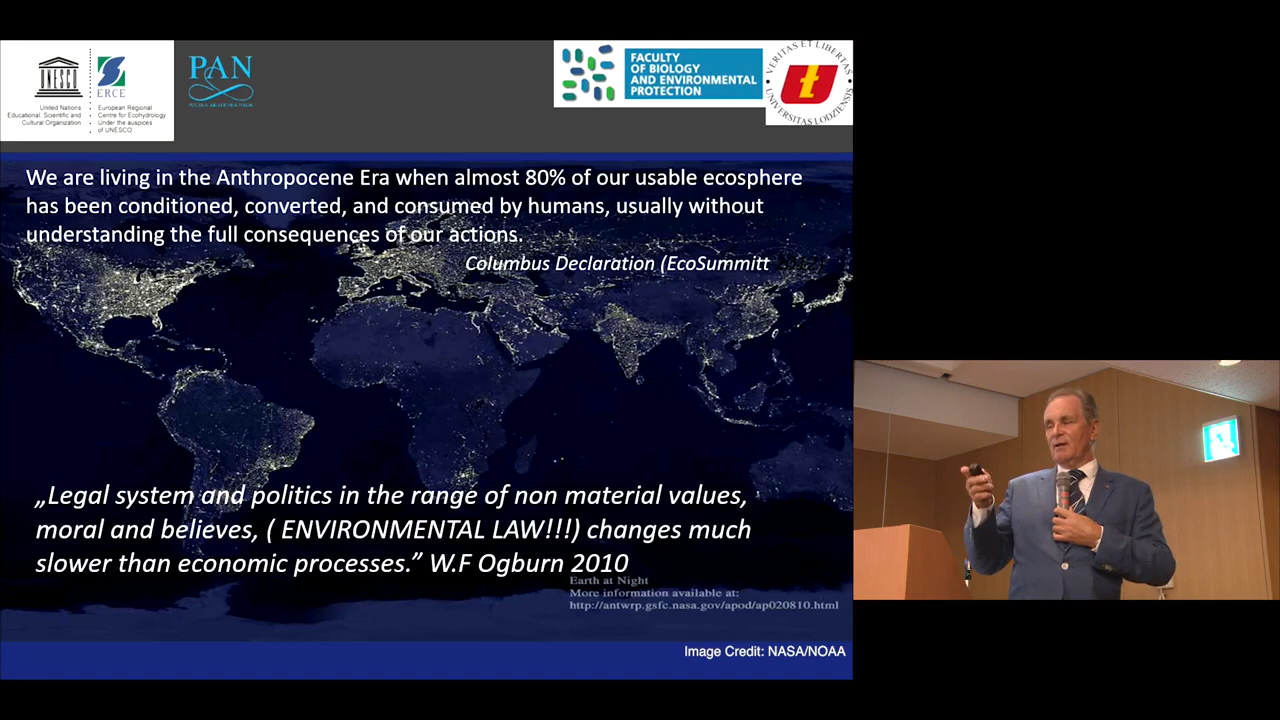 UNESCO
ERCE
United Nations
Educational, Scientific and
Cultural Organization
European Regional
Centre for Ecohydrology
Under the auspices
of UNESCO
PAN
FACULTY
OF BIOLOGY
AND ENVIRONMENTAL
PROTECTION
VERITAS ET LIBERTAS
UNIVERSITAS LODZIENSIS
We are living in the Anthropocene Era when almost 80% of our usable ecosphere
has been conditioned, converted, and consumed by humans, usually without
understanding the full consequences of our actions.
Columbus Declaration (EcoSummitt
„Legal system and politics in the range of non material values,
moral and believes, ( ENVIRONMENTAL LAW!!!) changes much
slower than economic processes.” W.F Ogburn 2010
Earth at Night
More information available at:
http://antwrp.gsfc.nasa.gov/apod/ap020810.html
Image Credit: NASA/NOAA